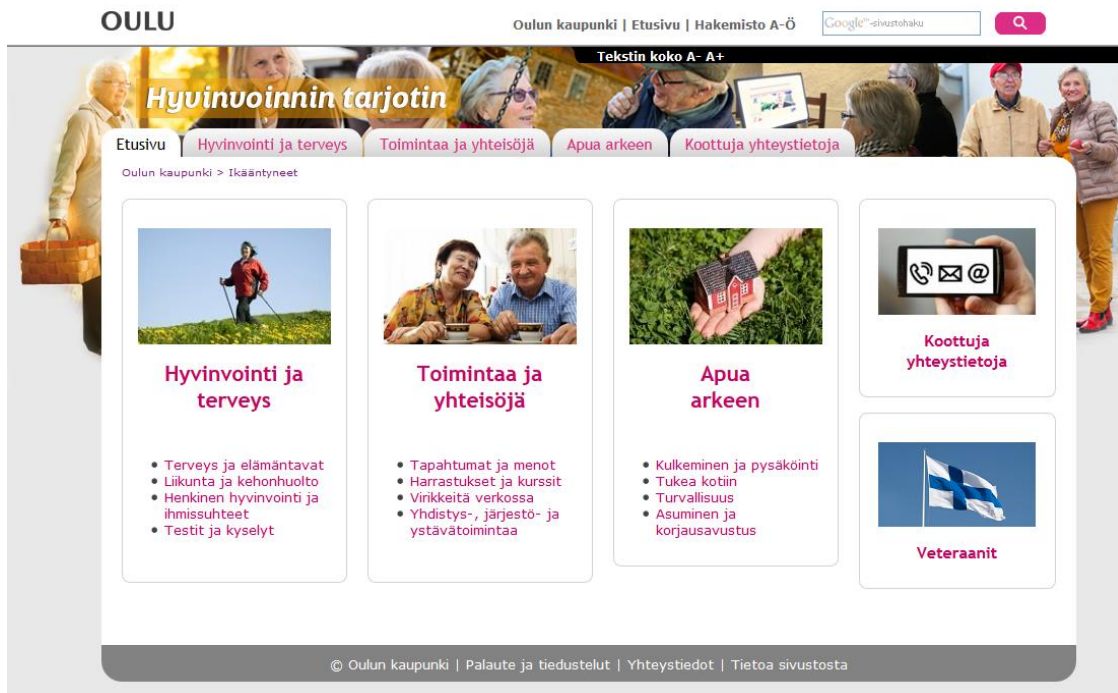 OULU
Oulun kaupunki | Etusivu | Hakemisto A-Ö
Google™-sivustohaku
Tekstin koko A- A+
Hyvinvoinnin tarjotin
Etusivu
Hyvinvointi ja terveys
Toimintaa ja yhteisöjä
Apua arkeen
Koottuja yhteystietoja
Oulun kaupunki > Ikääntyneet
Hyvinvointi ja
terveys
• Terveys ja elämäntavat
• Liikunta ja kehonhuolto
• Henkinen hyvinvointi ja
ihmissuhteet
• Testit ja kyselyt
Toimintaa ja
yhteisöjä
• Tapahtumat ja menot
• Harrastukset ja kurssit
• Virikkeitä verkossa
• Yhdistys-, järjestö- ja
ystävätoimintaa
Apua
arkeen
• Kulkeminen ja pysäköinti
• Tukea kotiin
• Turvallisuus
• Asuminen ja
korjausavustus
Koottuja
yhteystietoja
Veteraanit
© Oulun kaupunki | Palaute ja tiedustelut | Yhteystiedot | Tietoa sivustosta